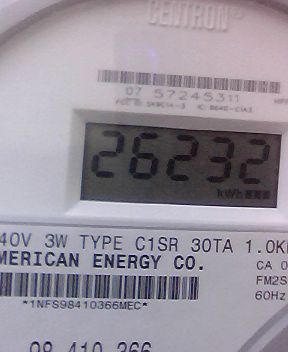 CENTRON®
07 57245311
26232
kWh
40V 3W TYPE C1SR 30TA 1.0K
MERICAN ENERGY CO.
CA 0
FM2S
60Hz
*1NFS98410366MEC*
98 410 366